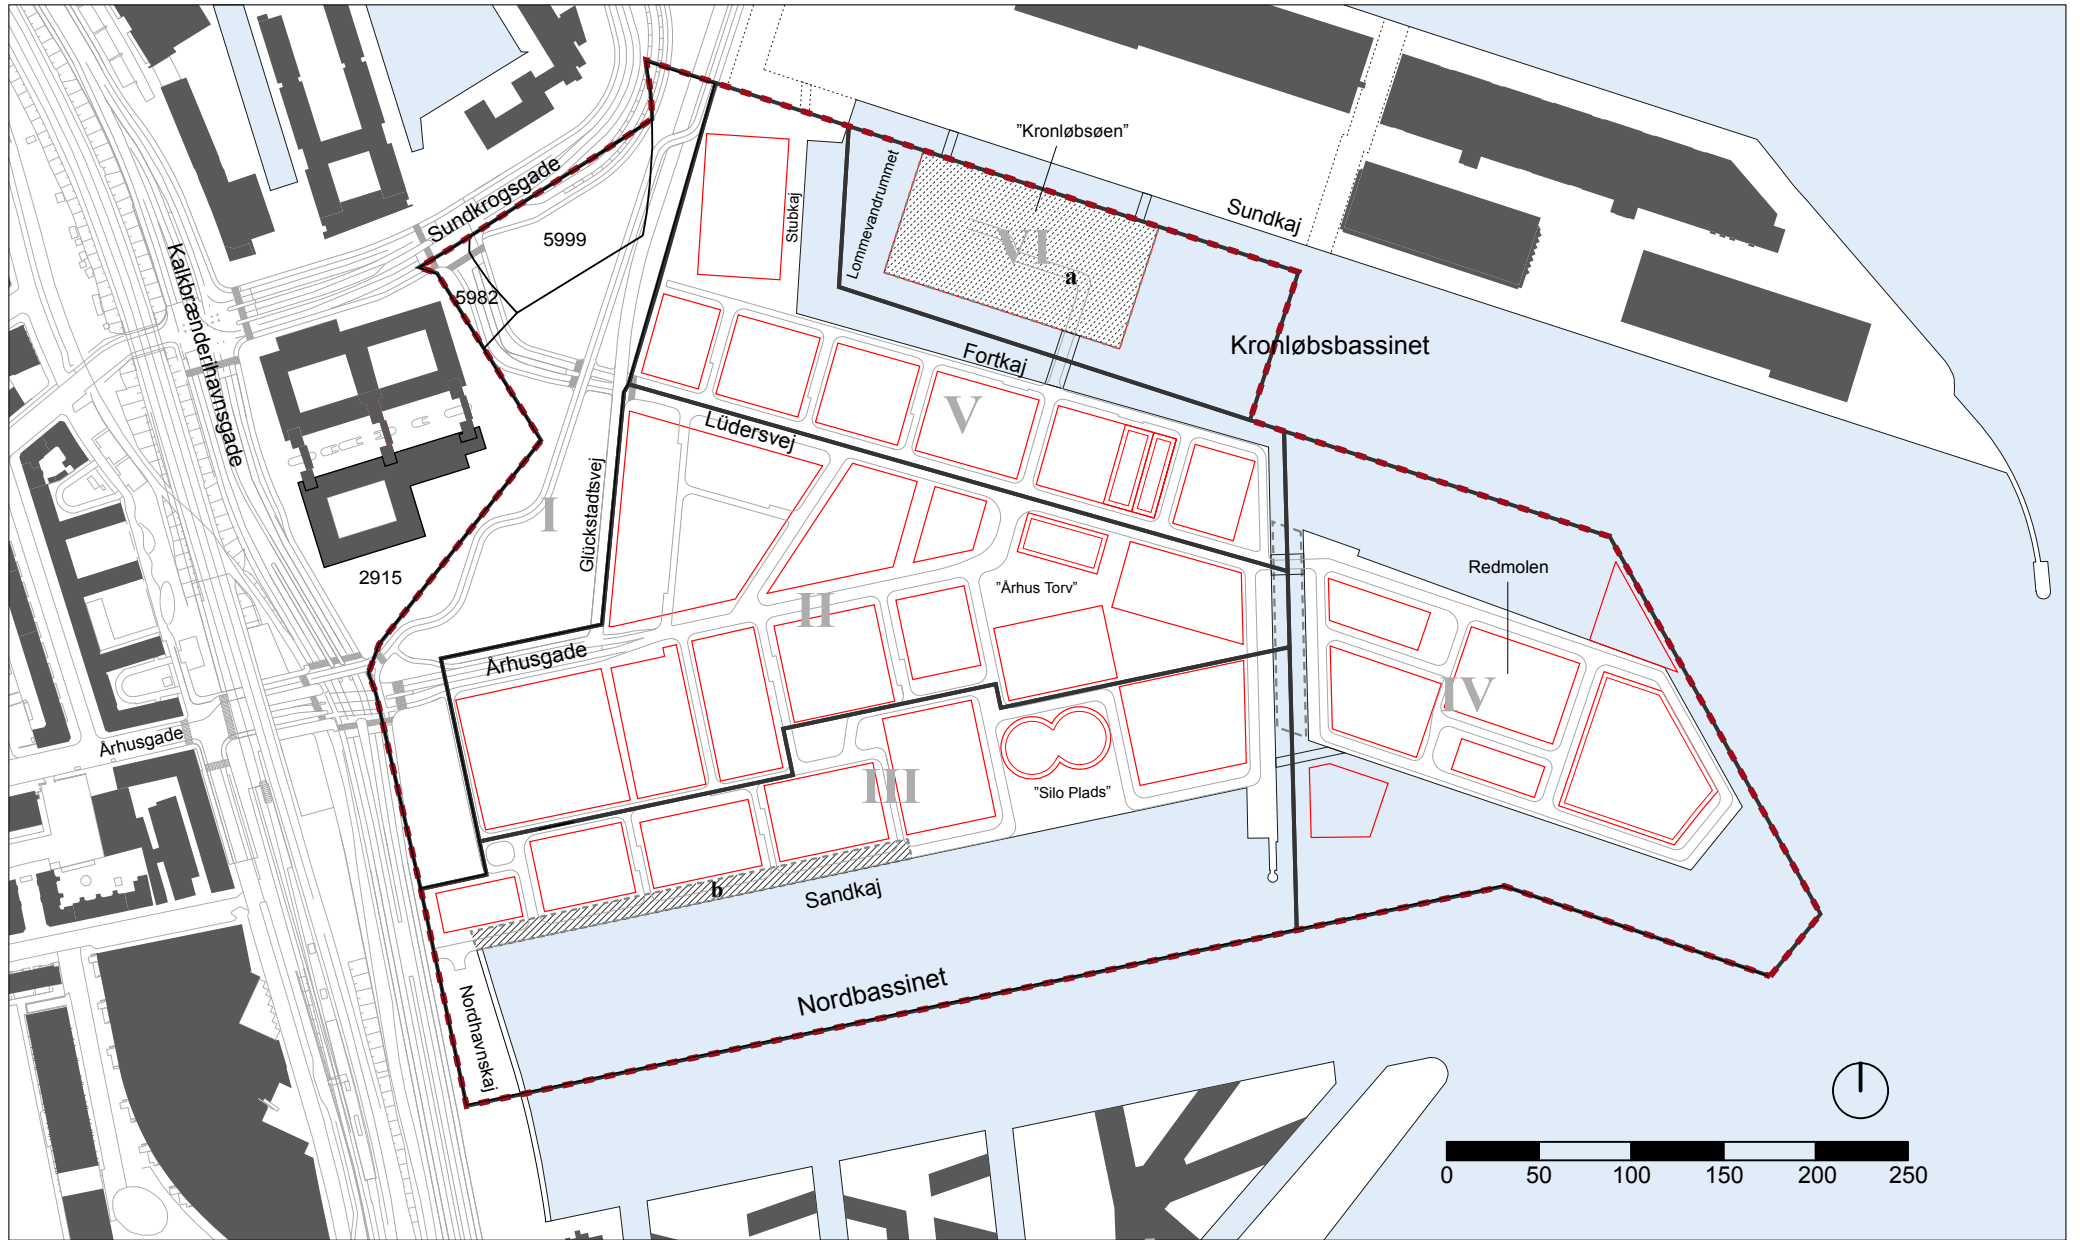 "Kronløbsøen"
Sundkrogsgade
Lommevandrummet
Stubkaj
Sundkaj
5999
VI
a
5982
Kalkbrænderihavnsgade
Kronløbsbassinet
Fortkaj
V
Lüdersvej
Glückstadtsvej
I
Redmolen
2915
"Århus Torv"
II
Århusgade
IV
Århusgade
III
"Silo Plads"
b
Sandkaj
Nordbassinet
Nordhavnskaj
0 50 100 150 200 250